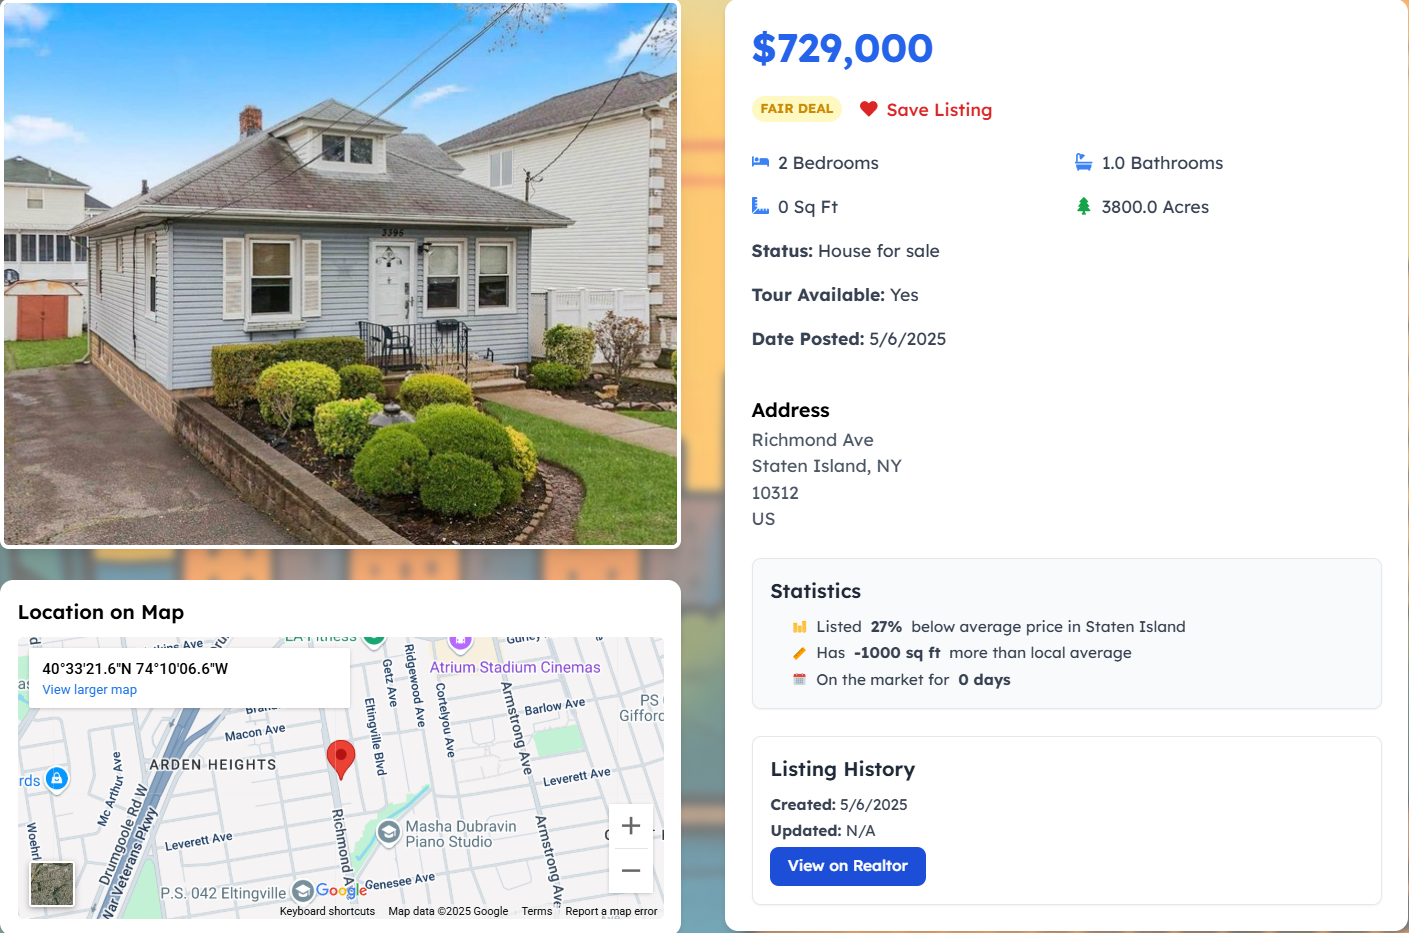 3395
$729,000
FAIR DEAL
Save Listing
2 Bedrooms
1.0 Bathrooms
0 Sq Ft
3800.0 Acres
Status: House for sale
Tour Available: Yes
Date Posted: 5/6/2025
Address
Richmond Ave
Staten Island, NY
10312
US
Statistics
Listed 27% below average price in Staten Island
Has -1000 sq ft more than local average
On the market for 0 days
Listing History
Created: 5/6/2025
Updated: N/A
View on Realtor
Location on Map
40°33'21.6"N 74°10'06.6"W
View larger map
LA Fitness
Atrium Stadium Cinemas
Ridgewood Ave
Getz Ave
Cortelyou Ave
Eltingville Blvd
Armstrong Ave
Barlow Ave
PS
Macon Ave
ARDEN HEIGHTS
Mc Arthur Ave
Leverett Ave
Drumgoole Rd W
War Veterans Pkwy
Leverett Ave
Richmond A
Masha Dubravin
Piano Studio
Armstrong Ave
P.S. 042 Eltingville
Google
Genesee Ave
Keyboard shortcuts
Map data ©2025 Google
Terms
Report a map error